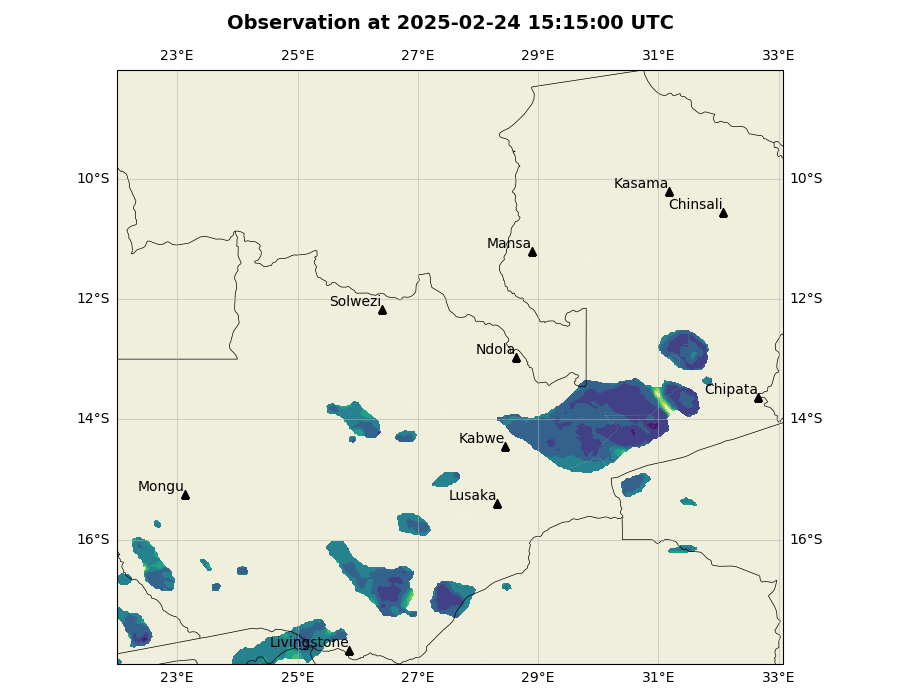 Observation at 2025-02-24 15:15:00 UTC
23°E 25°E 27°E 29°E 31°E 33°E
10°S 10°S
Kasama
Chinsali
Mansa
12°S 12°S
Solwezi
Ndola
Chipata
14°S 14°S
Kabwe
Mongu
Lusaka
16°S 16°S
Livingstone
23°E 25°E 27°E 29°E 31°E 33°E